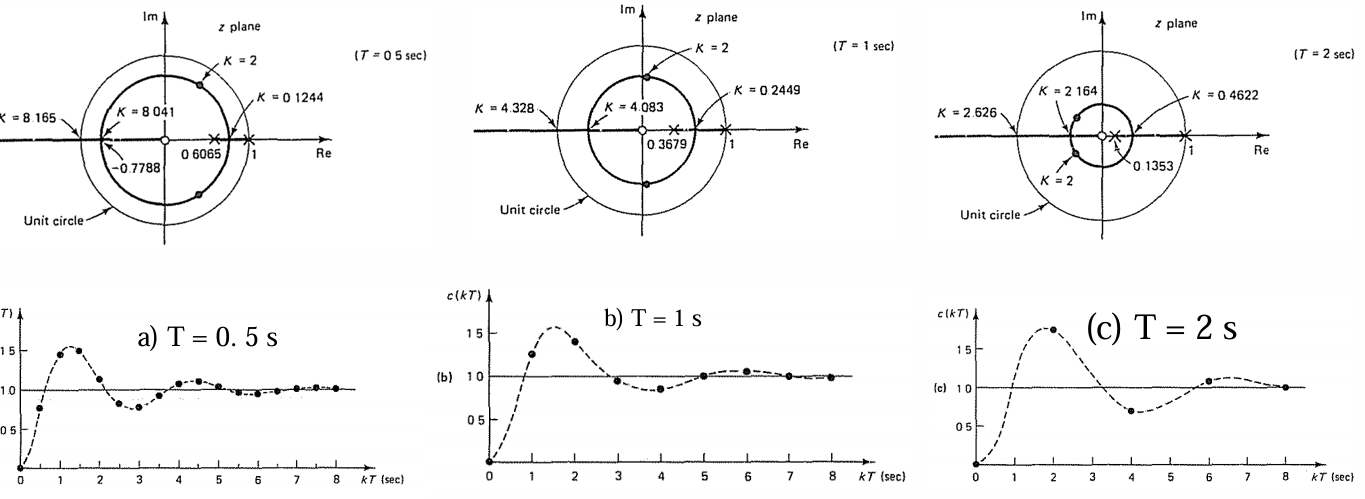 Im
z plane
(T = 0 5 sec)
K = 2
K = 0 1244
K = 8 041
K = 8 165
0 6065
1
Re
−0.7788
Unit circle
Im
z plane
(T = 1 sec)
K = 2
K = 0 2449
K = 4.328
K = 4.083
0.3679
1
Re
Unit circle
Im
z plane
(T = 2 sec)
K = 2 164
K = 0.4622
K = 2.626
1
Re
0.1353
K = 2
Unit circle
T)
a) T = 0. 5 s
1 5
1 0
0 5
0 1 2 3 4 5 6 7 8 kT (sec)
c(kT)
b) T = 1 s
1 5
(b) 1 0
0 5
0 1 2 3 4 5 6 7 8 kT (sec)
c(kT)
(c) T = 2 s
1 5
(c) 1 0
0 5
0 1 2 3 4 5 6 7 8 kT (sec)